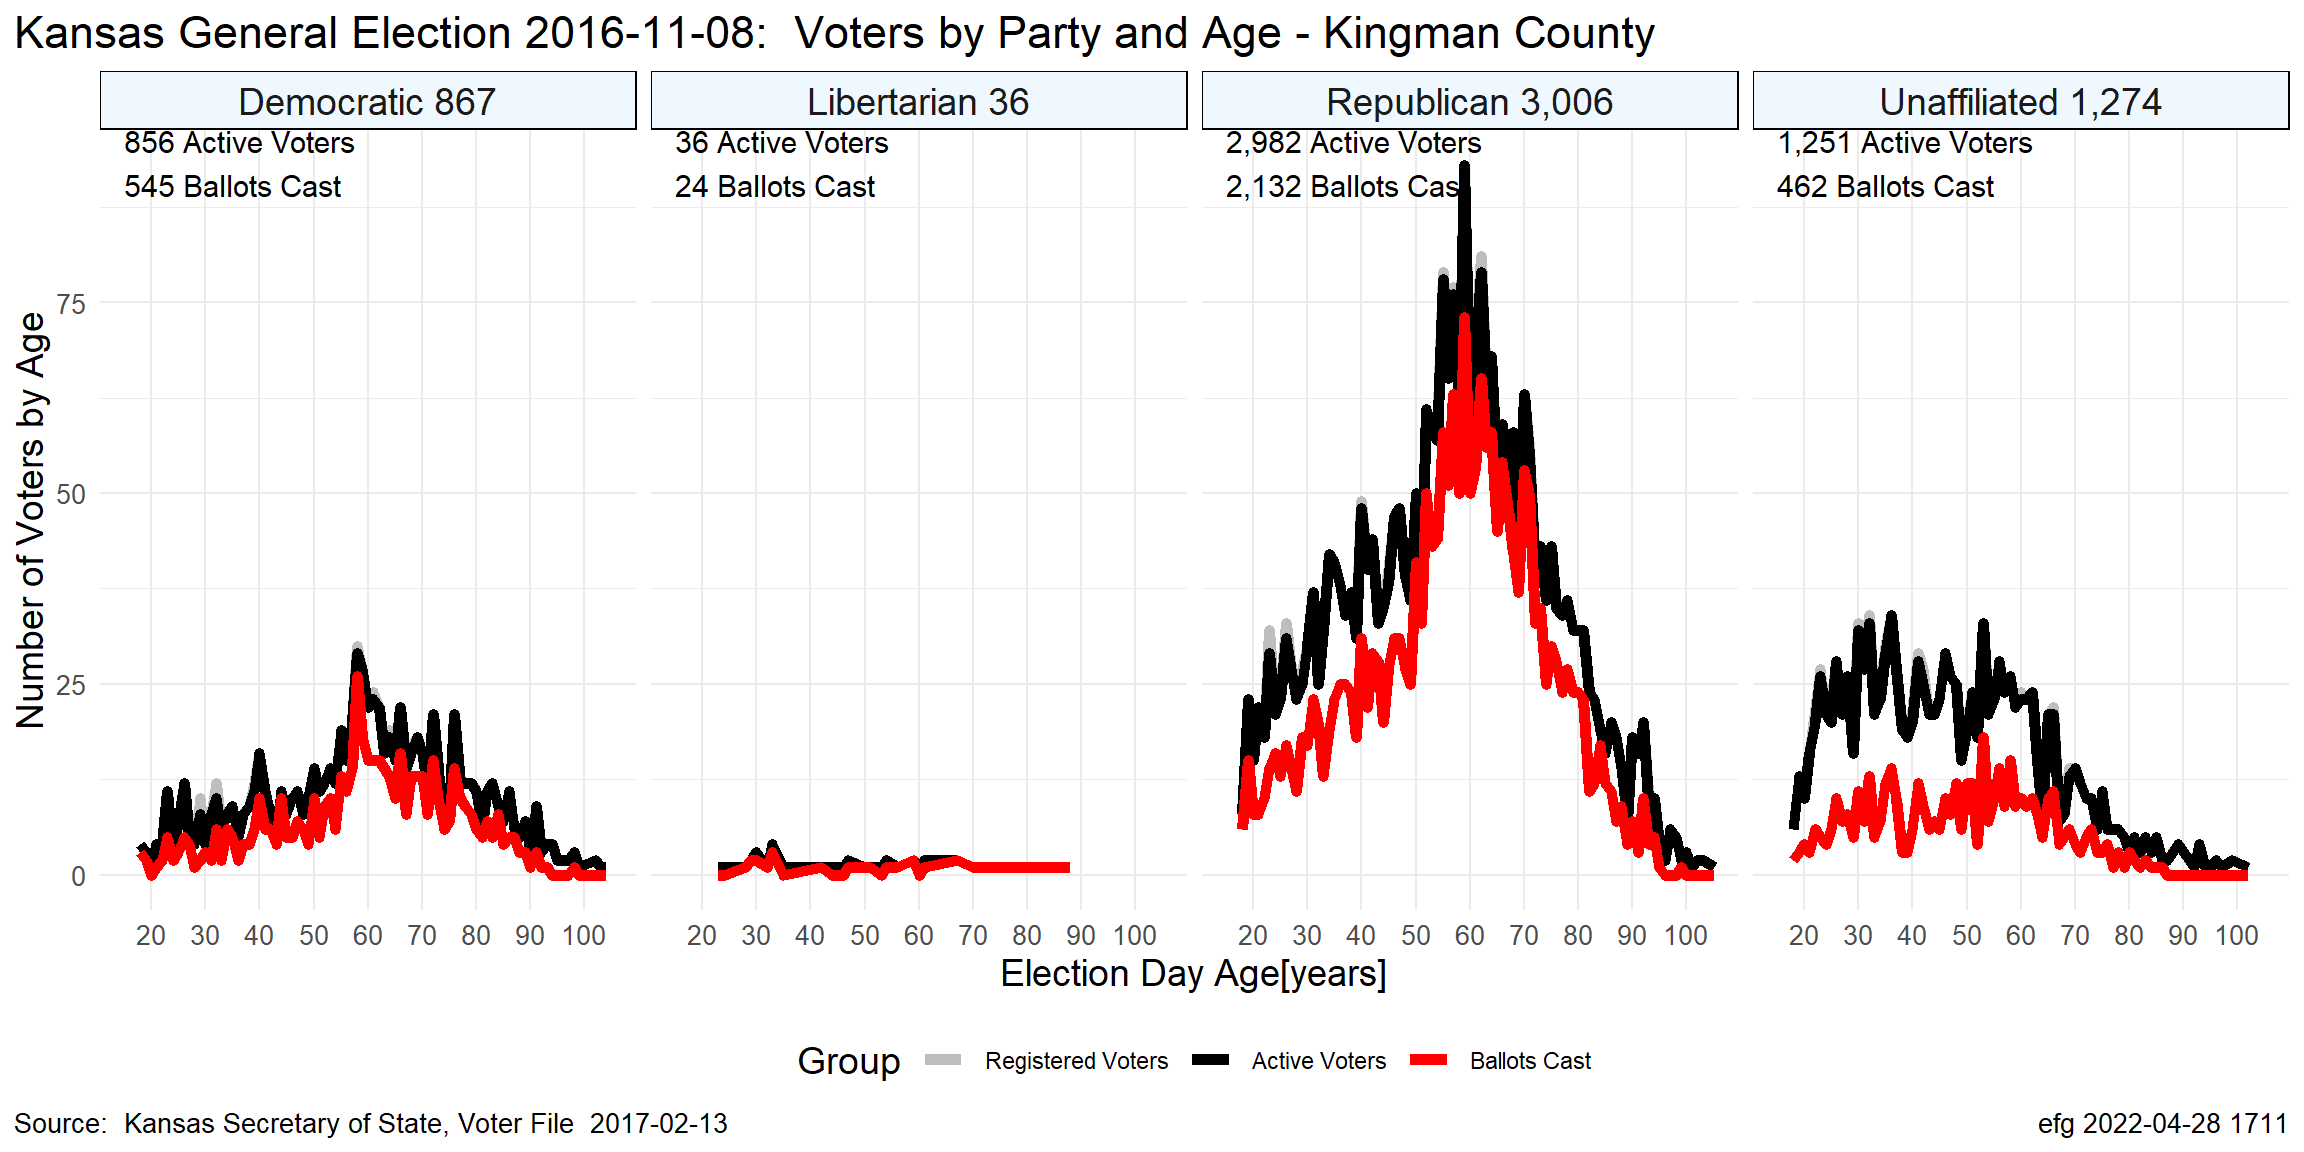 Kansas General Election 2016-11-08:  Voters by Party and Age - Kingman County
Democratic 867
Libertarian 36
Republican 3,006
Unaffiliated 1,274
856 Active Voters
545 Ballots Cast
36 Active Voters
24 Ballots Cast
2,982 Active Voters
2,132 Ballots Cast
1,251 Active Voters
462 Ballots Cast
Number of Voters by Age
75
50
25
0
20 30 40 50 60 70 80 90 100
20 30 40 50 60 70 80 90 100
20 30 40 50 60 70 80 90 100
20 30 40 50 60 70 80 90 100
Election Day Age[years]
Group Registered Voters Active Voters Ballots Cast
Source:  Kansas Secretary of State, Voter File  2017-02-13
efg 2022-04-28 1711